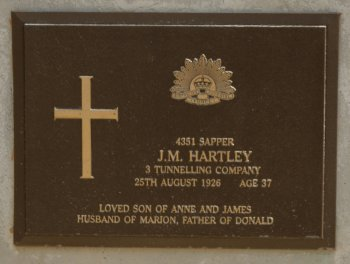 4351 SAPPER
J.M. HARTLEY
3 TUNNELLING COMPANY
25TH AUGUST 1926 AGE 37
LOVED SON OF ANNE AND JAMES
HUSBAND OF MARION, FATHER OF DONALD